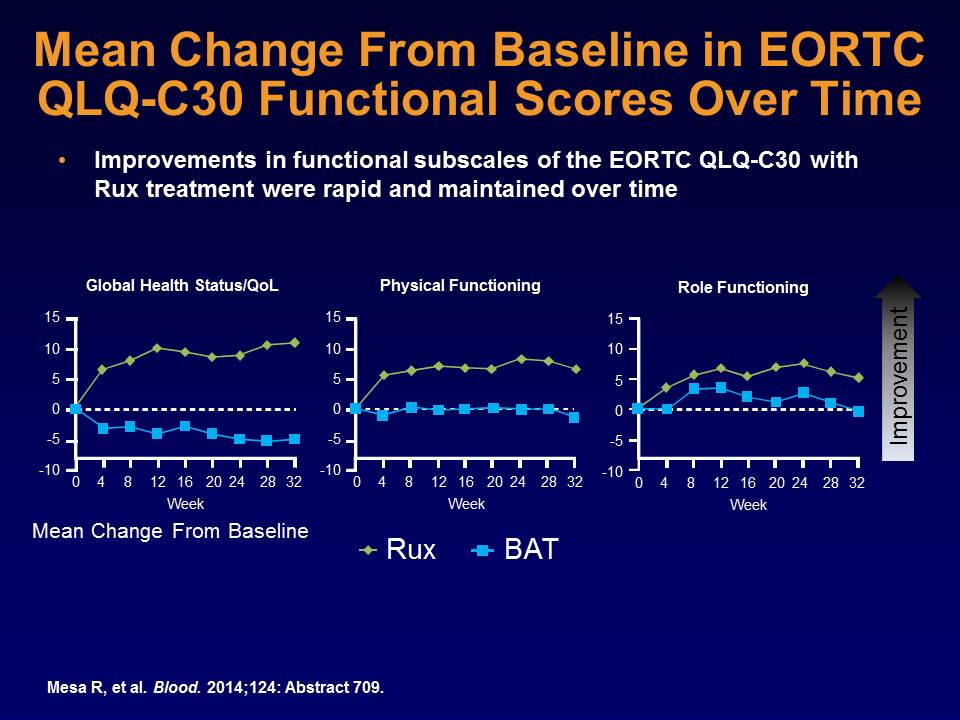 Mean Change From Baseline in EORTC
QLQ-C30 Functional Scores Over Time
• Improvements in functional subscales of the EORTC QLQ-C30 with
Rux treatment were rapid and maintained over time
Global Health Status/QoL
15
10
5
0
-5
-10
0 4 8 12 16 20 24 28 32
Week
Mean Change From Baseline
Physical Functioning
15
10
5
0
-5
-10
0 4 8 12 16 20 24 28 32
Week
Role Functioning
15
10
5
0
-5
-10
0 4 8 12 16 20 24 28 32
Week
Improvement
Rux BAT
Mesa R, et al. Blood. 2014;124: Abstract 709.